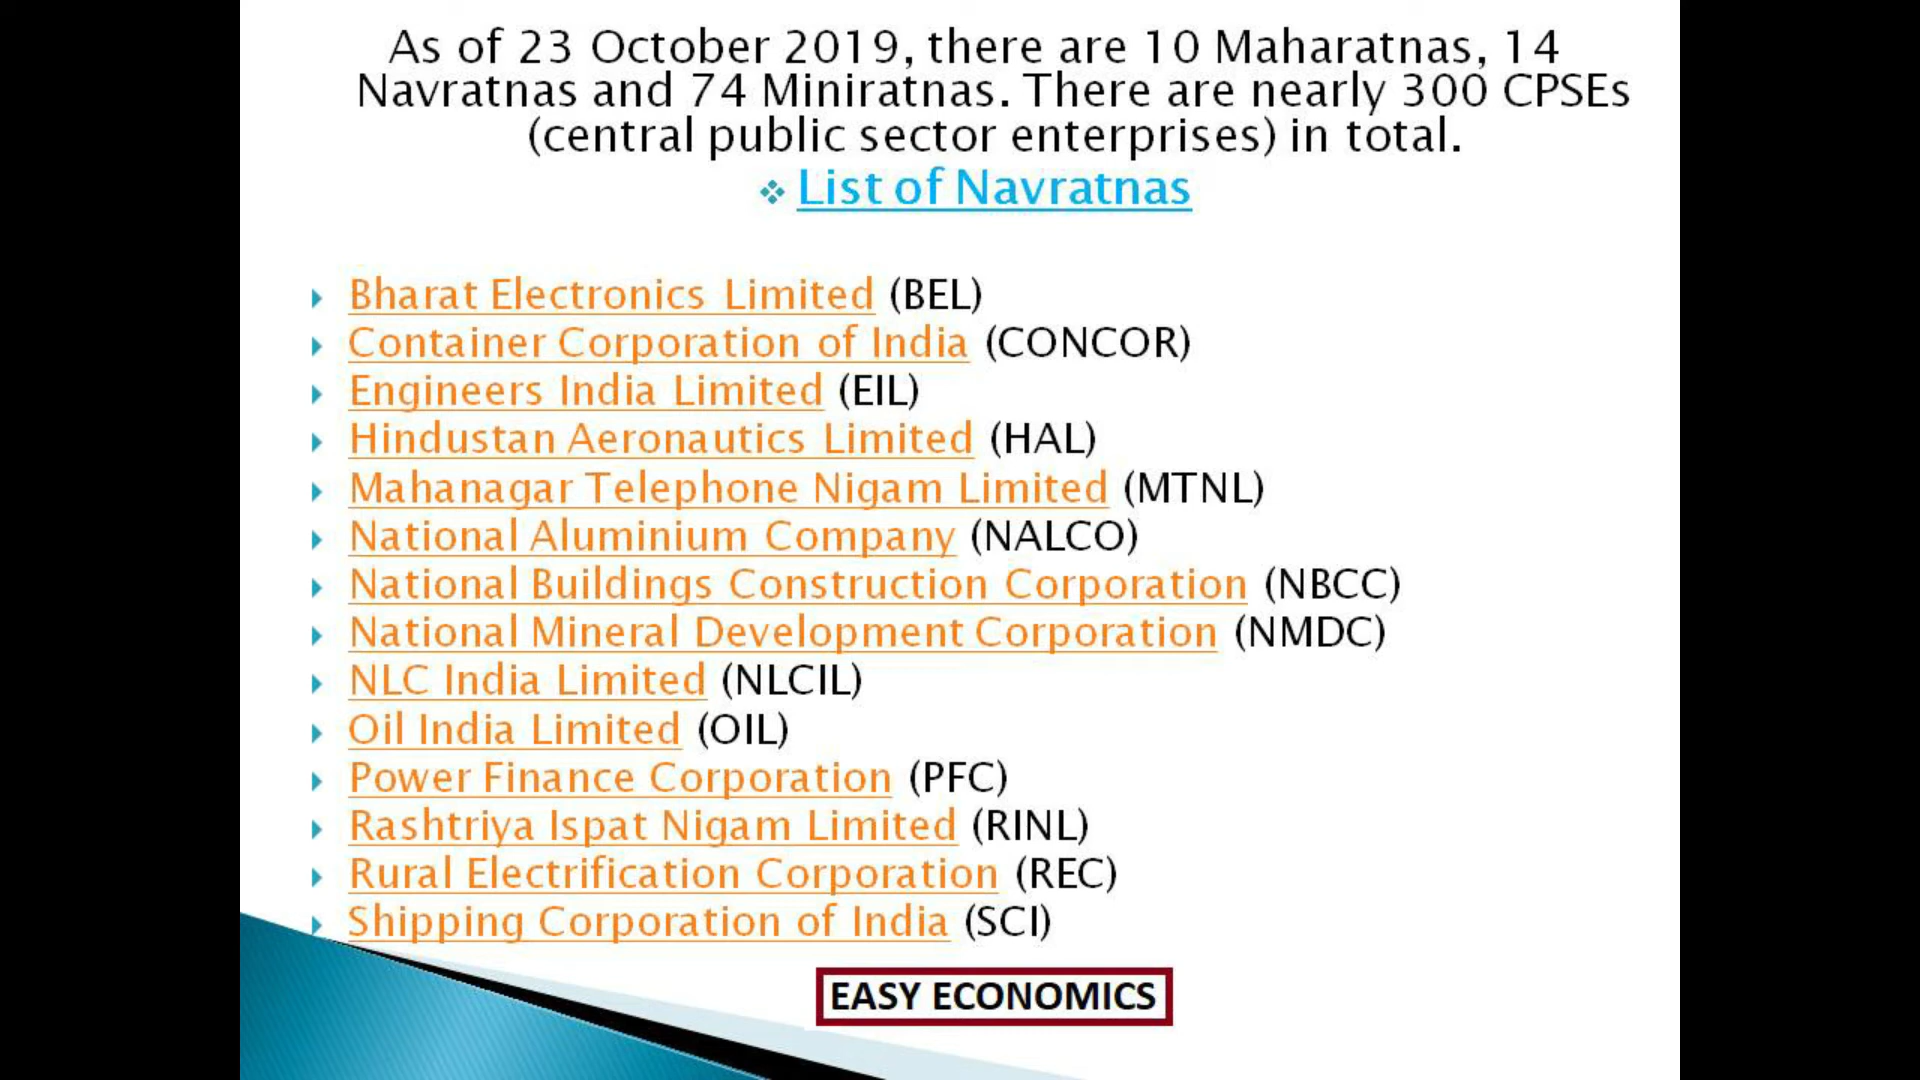 As of 23 October 2019, there are 10 Maharatnas, 14
Navratnas and 74 Miniratnas. There are nearly 300 CPSEs
(central public sector enterprises) in total.
List of Navratnas
Bharat Electronics Limited (BEL)
Container Corporation of India (CONCOR)
Engineers India Limited (EIL)
Hindustan Aeronautics Limited (HAL)
Mahanagar Telephone Nigam Limited (MTNL)
National Aluminium Company (NALCO)
National Buildings Construction Corporation (NBCC)
National Mineral Development Corporation (NMDC)
NLC India Limited (NLCIL)
Oil India Limited (OIL)
Power Finance Corporation (PFC)
Rashtriya Ispat Nigam Limited (RINL)
Rural Electrification Corporation (REC)
Shipping Corporation of India (SCI)
EASY ECONOMICS